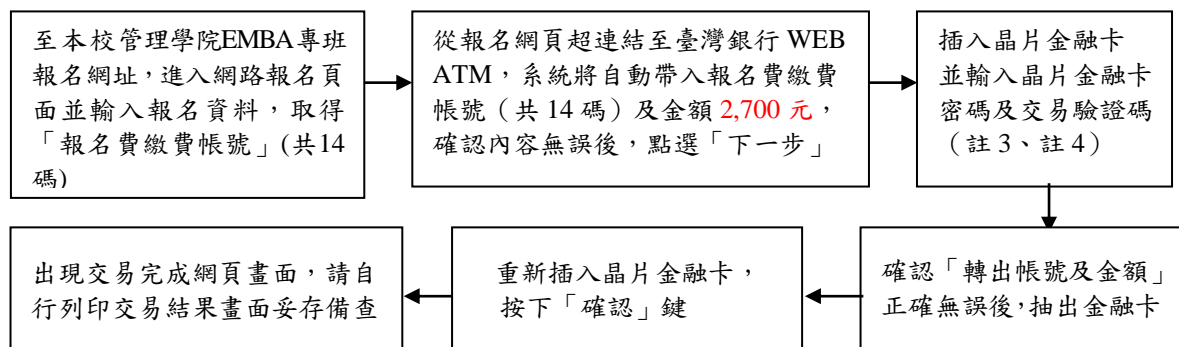 至本校管理學院EMBA專班
報名網址，進入網路報名頁
面並輸入報名資料，取得
「報名費繳費帳號」(共14
碼)
從報名網頁超連結至臺灣銀行 WEB
ATM，系統將自動帶入報名費繳費
帳號（共 14 碼）及金額 2,700 元，
確認內容無誤後，點選「下一步」
插入晶片金融卡
並輸入晶片金融卡
密碼及交易驗證碼
（註 3、註 4）
確認「轉出帳號及金額」
正確無誤後，抽出金融卡
重新插入晶片金融卡，
按下「確認」鍵
出現交易完成網頁畫面，請自
行列印交易結果畫面妥存備查